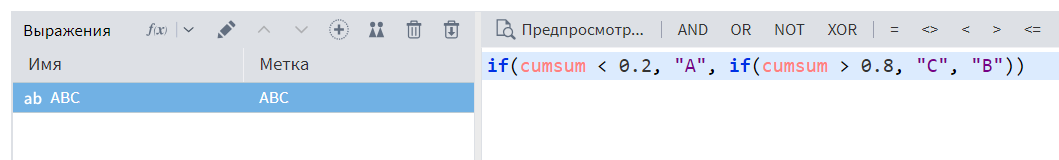 Выражения f(x) Предпросмотр... AND OR NOT XOR = <> < > <=
Имя Метка
if(cumsum < 0.2, "A", if(cumsum > 0.8, "C", "B"))
ab ABC ABC